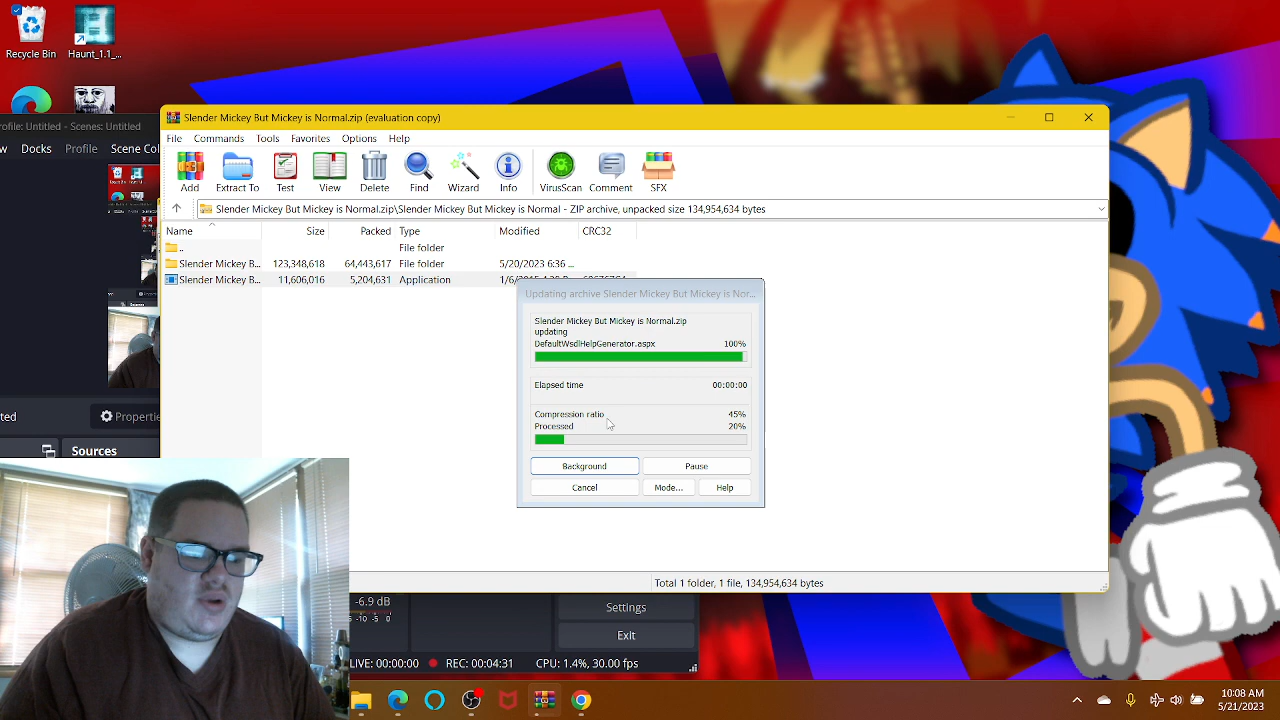 Recycle Bin
Haunt_1.1_...
rofile: Untitled - Scenes: Untitled
w Docks Profile Scene Col
Slender Mickey But Mickey is Normal.zip (evaluation copy)
File Commands Tools Favorites Options Help
Add Extract To Test View Delete Find Wizard Info VirusScan Comment SFX
Slender Mickey But Mickey is Normal.zip\Slender Mickey But Mickey is Normal - ZIP archive, unpacked size 134,954,634 bytes
Name Size Packed Type Modified CRC32
.. File folder
Slender Mickey B... 123,348,618 64,443,617 File folder 5/20/2023 6:36 ...
Slender Mickey B... 11,606,016 5,204,631 Application
Updating archive Slender Mickey But Mickey is Nor...
Slender Mickey But Mickey is Normal.zip
updating
DefaultWsdlHelpGenerator.aspx 100%
Elapsed time 00:00:00
Compression ratio 45%
Processed 20%
Background Pause
Cancel Mode... Help
ted
Propertie
Sources
Total 1 folder, 1 file, 134,954,634 bytes
-6.9 dB
5 -10 -5 0
Settings
Exit
LIVE: 00:00:00 REC: 00:04:31 CPU: 1.4%, 30.00 fps
10:08 AM
5/21/2023